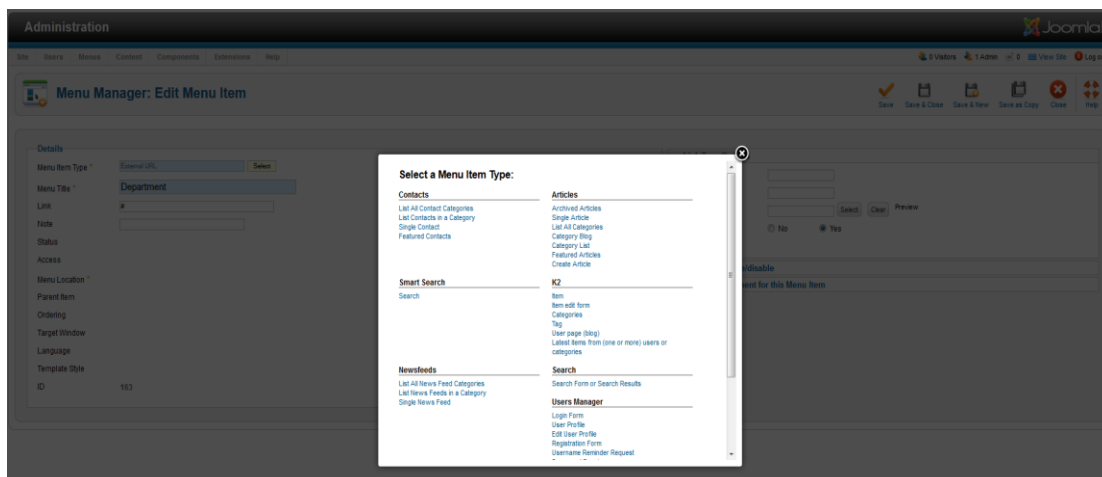 Administration
Joomla
Site Users Menus Content Components Extensions Help
0 Visitors 1 Admin 0 View Site Log o
Menu Manager: Edit Menu Item
Save Save & Close Save & New Save as Copy Close Help
Details
Menu Item Type *
External URL
Select
Menu Title *
Department
Link
#
Note
Status
Access
Menu Location *
Parent Item
Ordering
Target Window
Language
Template Style
ID
163
Select a Menu Item Type:
Contacts
List All Contact Categories
List Contacts in a Category
Single Contact
Featured Contacts
Articles
Archived Articles
Single Article
List All Categories
Category Blog
Category List
Featured Articles
Create Article
Smart Search
Search
K2
Item
Item edit form
Categories
Tag
User page (blog)
Latest items from (one or more) users or
categories
Newsfeeds
List All News Feed Categories
List News Feeds in a Category
Single News Feed
Search
Search Form or Search Results
Users Manager
Login Form
User Profile
Edit User Profile
Registration Form
Username Reminder Request
Select Clear Preview
No Yes
/disable
ent for this Menu Item